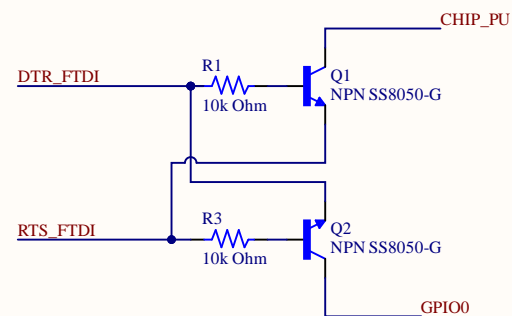 CHIP_PU
R1
Q1
DTR_FTDI
10k Ohm
NPN SS8050-G
R3
Q2
RTS_FTDI
10k Ohm
NPN SS8050-G
GPIO0